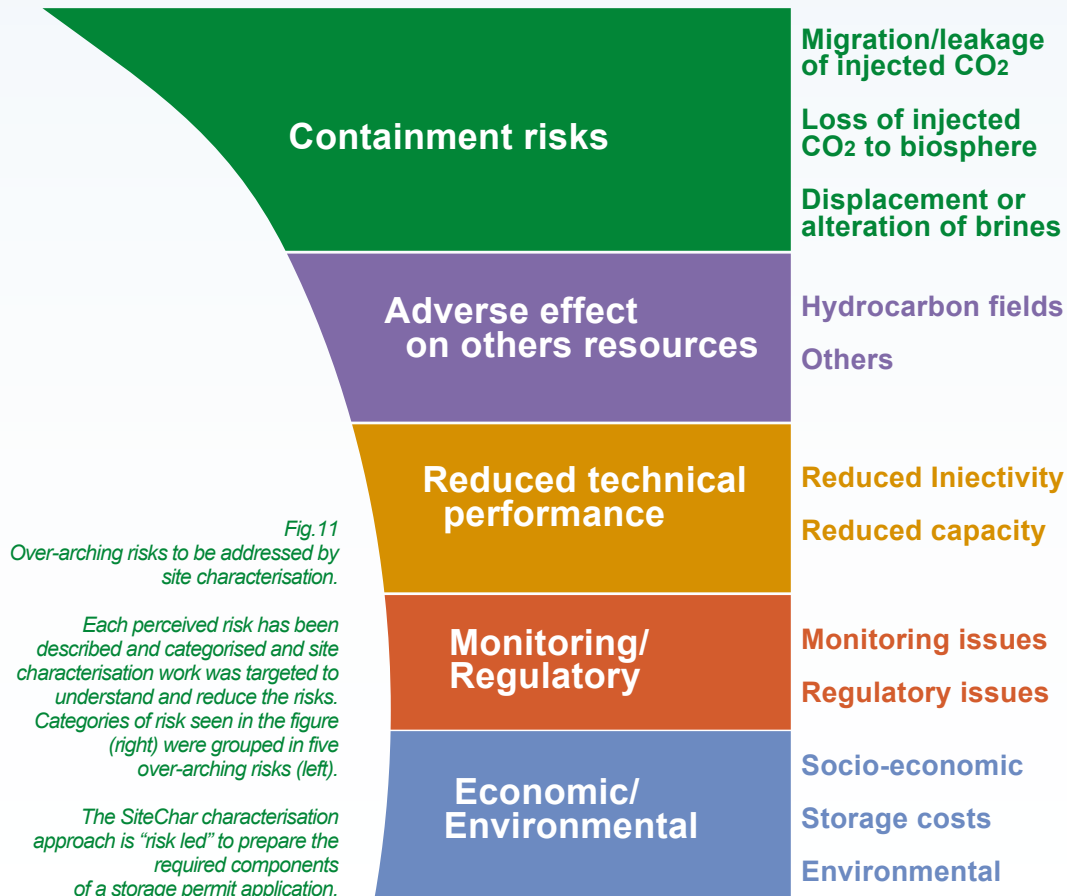 Containment risks
Migration/leakage
of injected CO2
Loss of injected
CO2 to biosphere
Displacement or
alteration of brines
Adverse effect
on others resources
Hydrocarbon fields
Others
Reduced technical
performance
Reduced Iniectivity
Reduced capacity
Monitoring/
Regulatory
Monitoring issues
Regulatory issues
Economic/
Environmental
Socio-economic
Storage costs
Environmental
Fig.11
Over-arching risks to be addressed by
site characterisation.
Each perceived risk has been
described and categorised and site
characterisation work was targeted to
understand and reduce the risks.
Categories of risk seen in the figure
(right) were grouped in five
over-arching risks (left).
The SiteChar characterisation
approach is “risk led” to prepare the
required components
of a storage permit application.